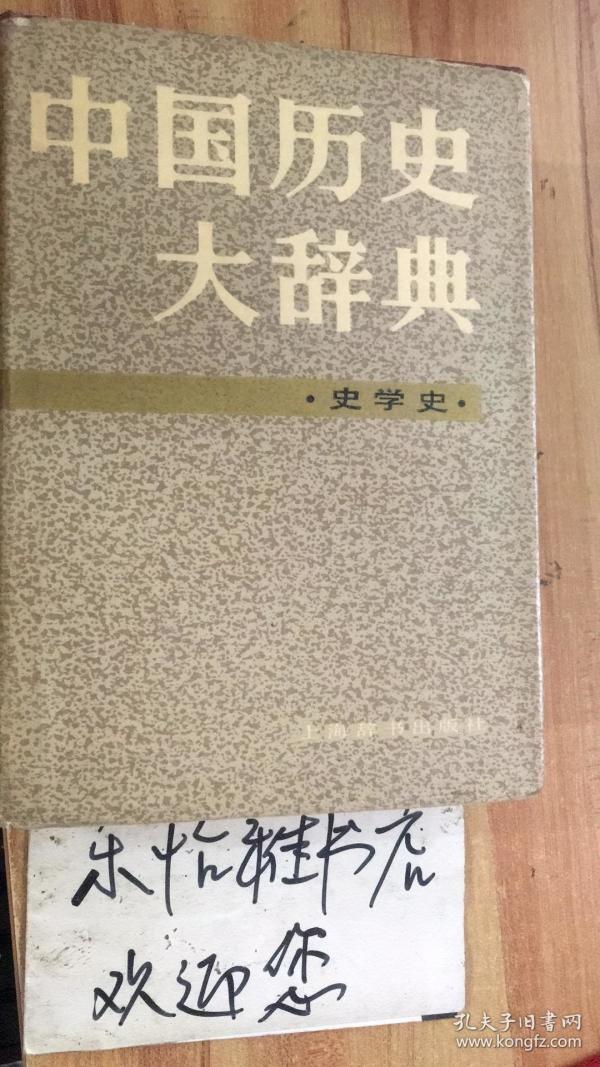 中国历史
大辞典
·史学史·
上海辞书出版社
乐怡雅书店
欢迎您
孔夫子旧书网
www.kongfz.com